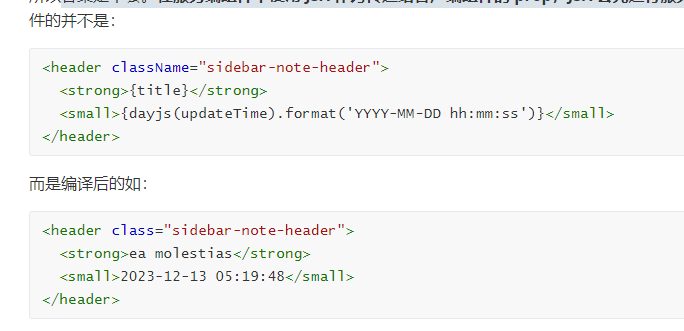 件的并不是：
<header className="sidebar-note-header">
<strong>{title}</strong>
<small>{dayjs(updateTime).format('YYYY-MM-DD hh:mm:ss')}</small>
</header>
而是编译后的如：
<header class="sidebar-note-header">
<strong>ea molestias</strong>
<small>2023-12-13 05:19:48</small>
</header>